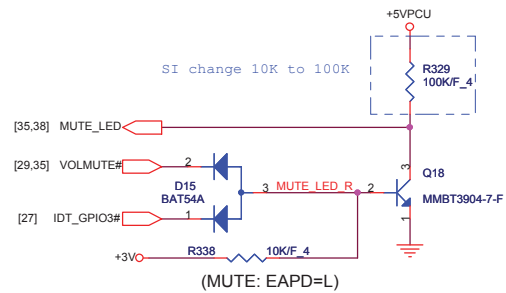 +5VPCU
SI change 10K to 100K
R329
100K/F_4
[35,38] MUTE_LED
[29,35] VOLMUTE#
2
3
Q18
D15
BAT54A
3 MUTE_LED_R 2
MMBT3904-7-F
[27] IDT_GPIO3#
1
1
+3V
R338 10K/F_4
(MUTE: EAPD=L)